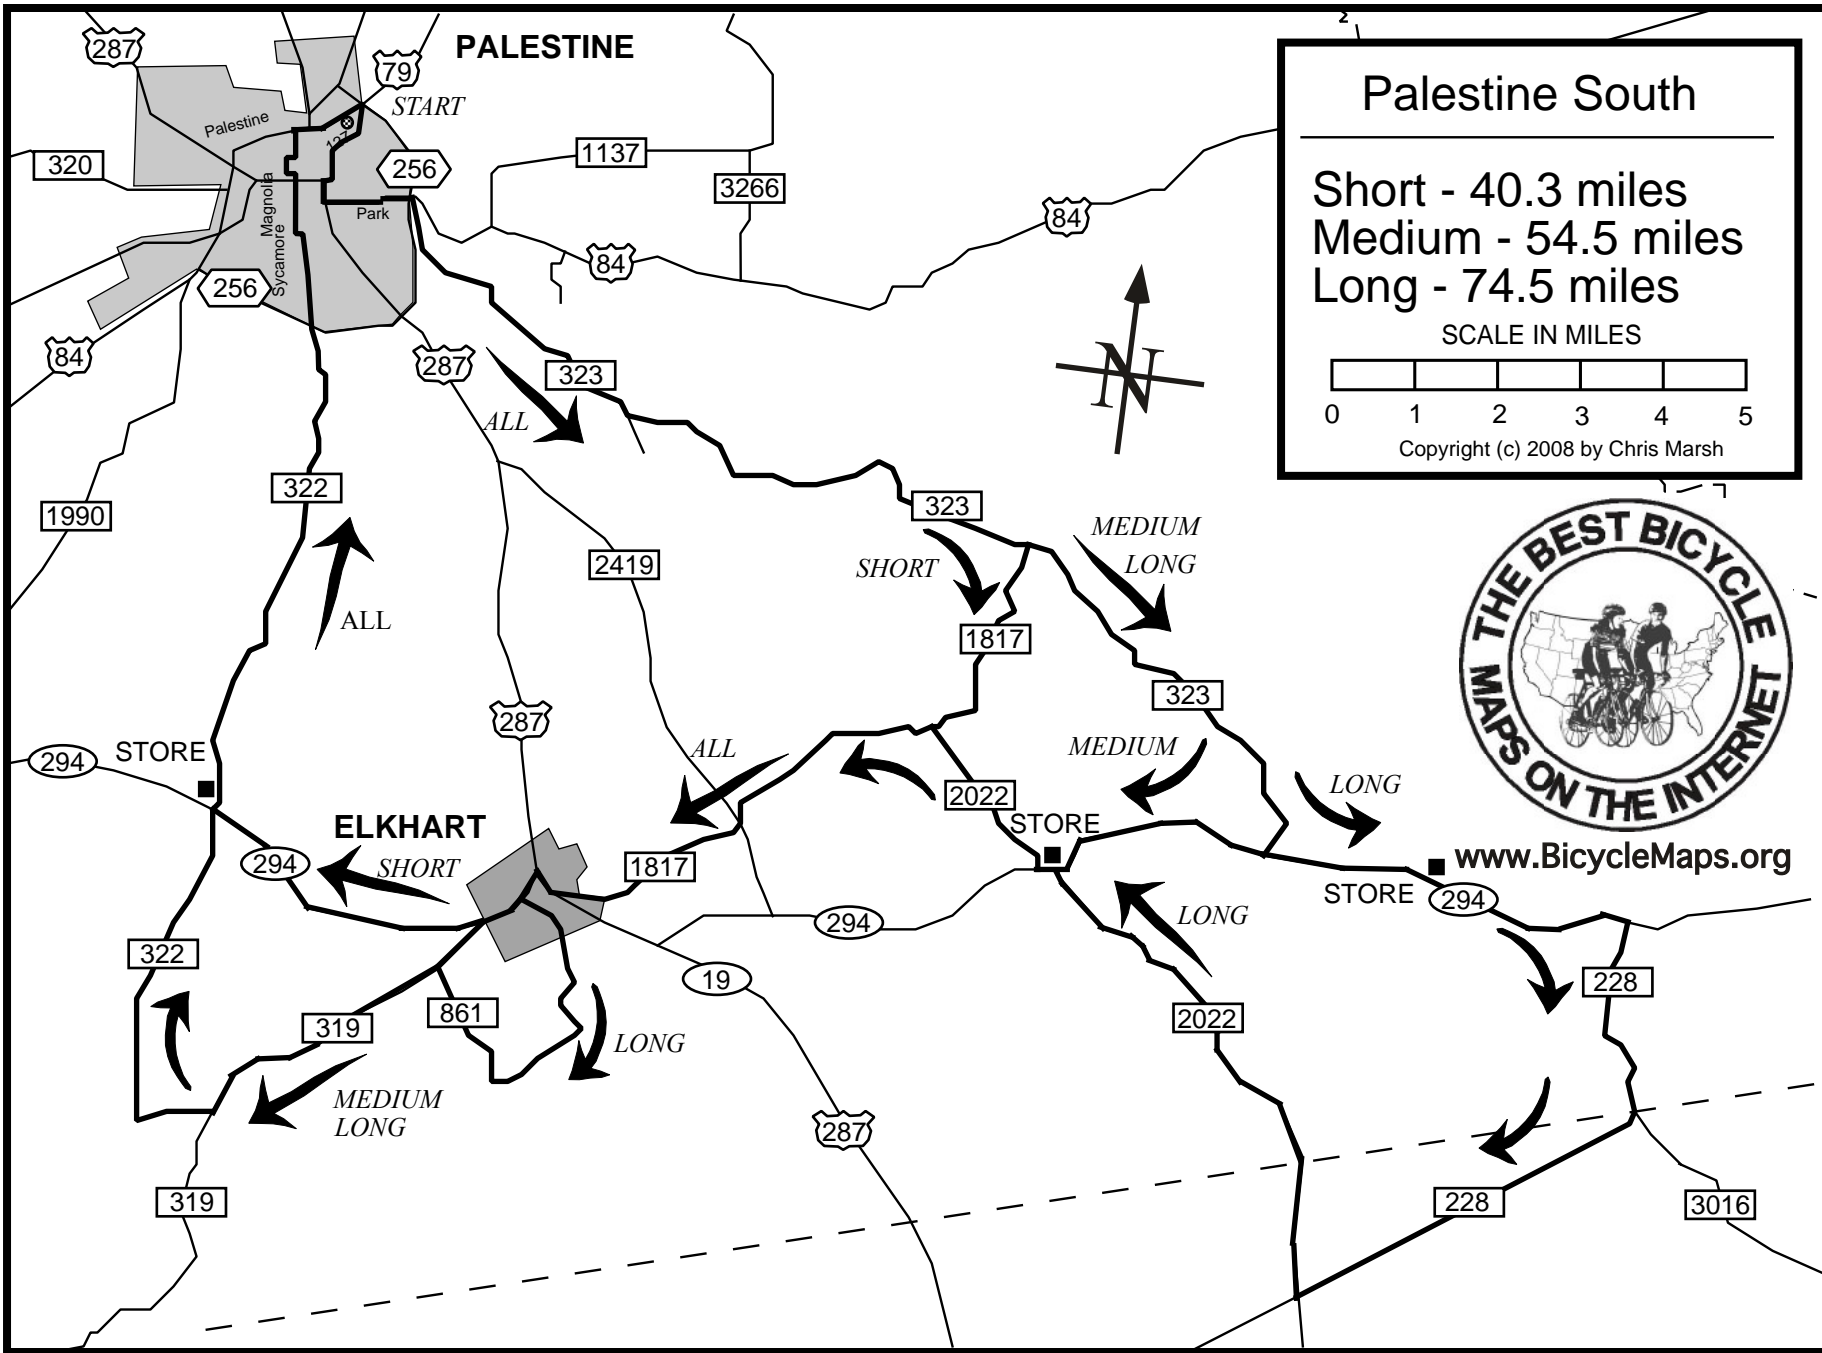 287
79
PALESTINE
START
Palestine
127
320
256
1137
3266
Magnolia
Park
Sycamore
256
84
84
84
287
323
ALL
322
1990
323
MEDIUM
LONG
SHORT
2419
1817
ALL
323
287
STORE
294
ALL
MEDIUM
LONG
2022
STORE
ELKHART
SHORT
294
1817
STORE
294
294
LONG
322
19
228
861
319
2022
LONG
MEDIUM
LONG
287
319
228
3016
Palestine South
Short - 40.3 miles
Medium - 54.5 miles
Long - 74.5 miles
SCALE IN MILES
0 1 2 3 4 5
Copyright (c) 2008 by Chris Marsh
N
THE BEST BICYCLE
MAPS ON THE INTERNET
www.BicycleMaps.org